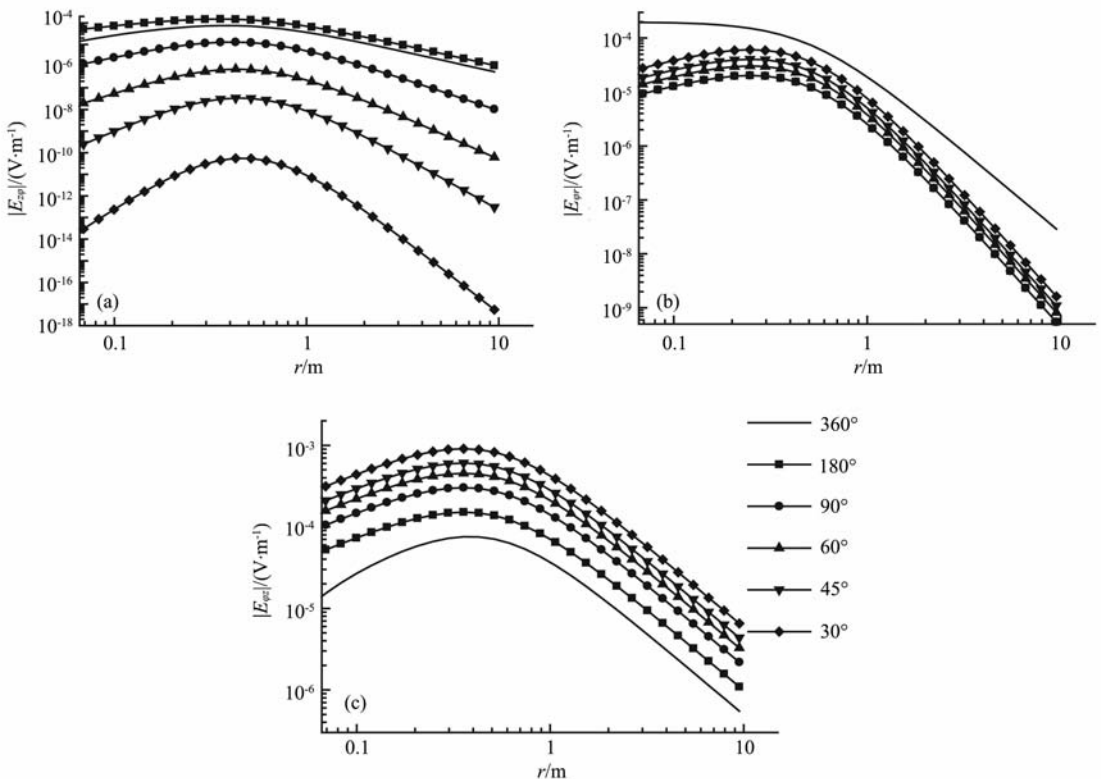 10⁻⁴
10⁻⁶
10⁻⁸
10⁻¹⁰
10⁻¹²
10⁻¹⁴
10⁻¹⁶
10⁻¹⁸
|E_zφ|/(V·m⁻¹)
(a)
0.1 1 10
r/m
10⁻⁴
10⁻⁵
10⁻⁶
10⁻⁷
10⁻⁸
10⁻⁹
|E_φr|/(V·m⁻¹)
(b)
0.1 1 10
r/m
10⁻³
10⁻⁴
10⁻⁵
10⁻⁶
|E_φz|/(V·m⁻¹)
(c)
0.1 1 10
r/m
360°
180°
90°
60°
45°
30°